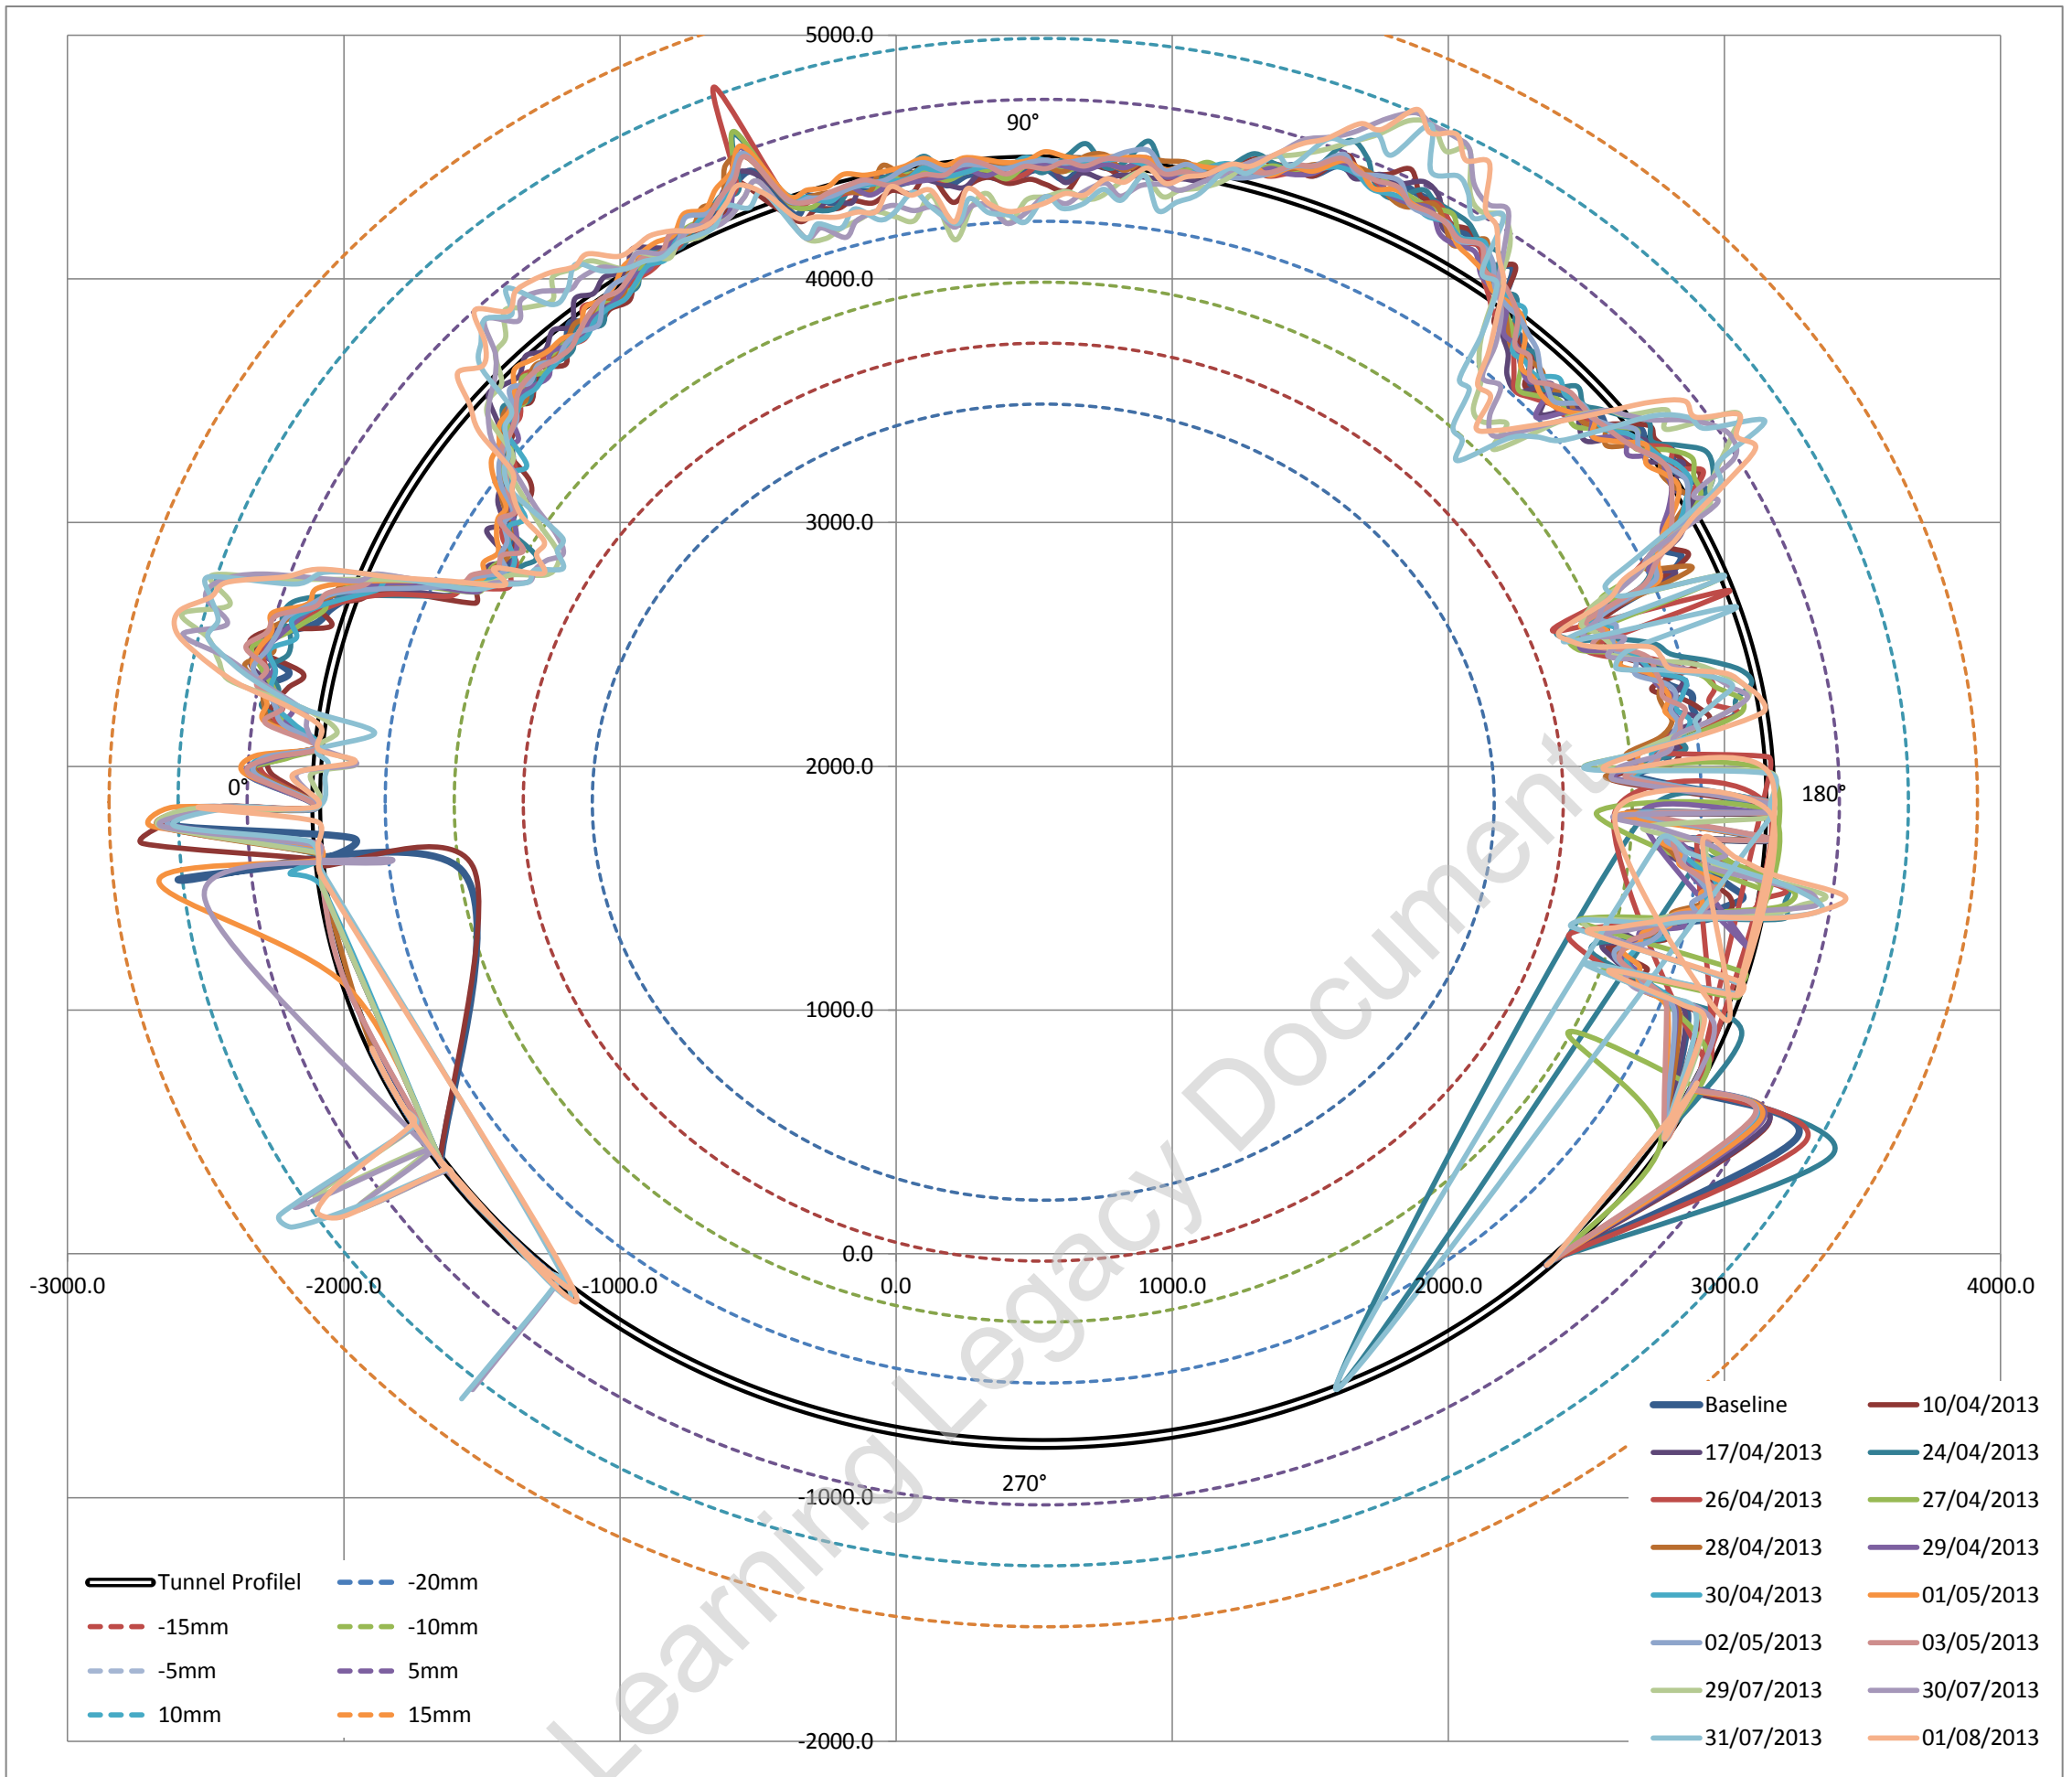 5000.0
90°
4000.0
3000.0
2000.0
0°
180°
1000.0
0.0
-3000.0 -2000.0 -1000.0 0.0 1000.0 2000.0 3000.0 4000.0
-1000.0
270°
-2000.0
Tunnel Profilel -20mm
-15mm -10mm
-5mm 5mm
10mm 15mm
Baseline 10/04/2013
17/04/2013 24/04/2013
26/04/2013 27/04/2013
28/04/2013 29/04/2013
30/04/2013 01/05/2013
02/05/2013 03/05/2013
29/07/2013 30/07/2013
31/07/2013 01/08/2013
Learning Legacy Document